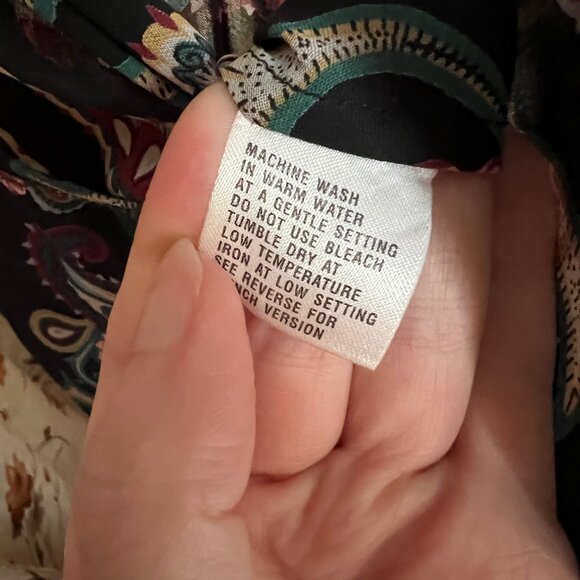 MACHINE WASH
IN WARM WATER
AT A GENTLE SETTING
DO NOT USE BLEACH
TUMBLE DRY AT
LOW TEMPERATURE
IRON AT LOW SETTING
SEE REVERSE FOR
VERSION